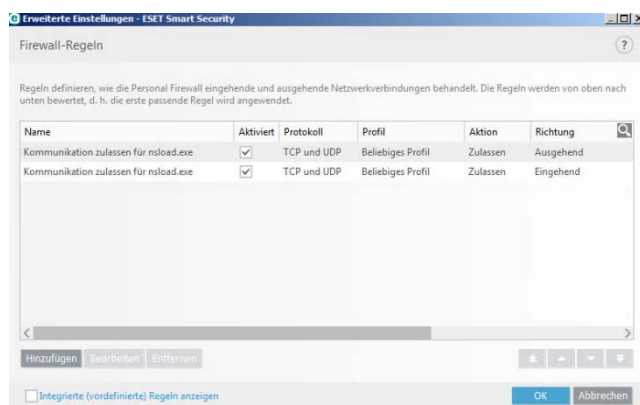 Erweiterte Einstellungen - ESET Smart Security
Firewall-Regeln
?
Regeln definieren, wie die Personal Firewall eingehende und ausgehende Netzwerkverbindungen behandelt. Die Regeln werden von oben nach
unten bewertet, d. h. die erste passende Regel wird angewendet.
Name Aktiviert Protokoll Profil Aktion Richtung
Kommunikation zulassen für nsload.exe TCP und UDP Beliebiges Profil Zulassen Ausgehend
Kommunikation zulassen für nsload.exe TCP und UDP Beliebiges Profil Zulassen Eingehend
Hinzufügen Bearbeiten Entfernen
Integrierte (vordefinierte) Regeln anzeigen OK Abbrechen